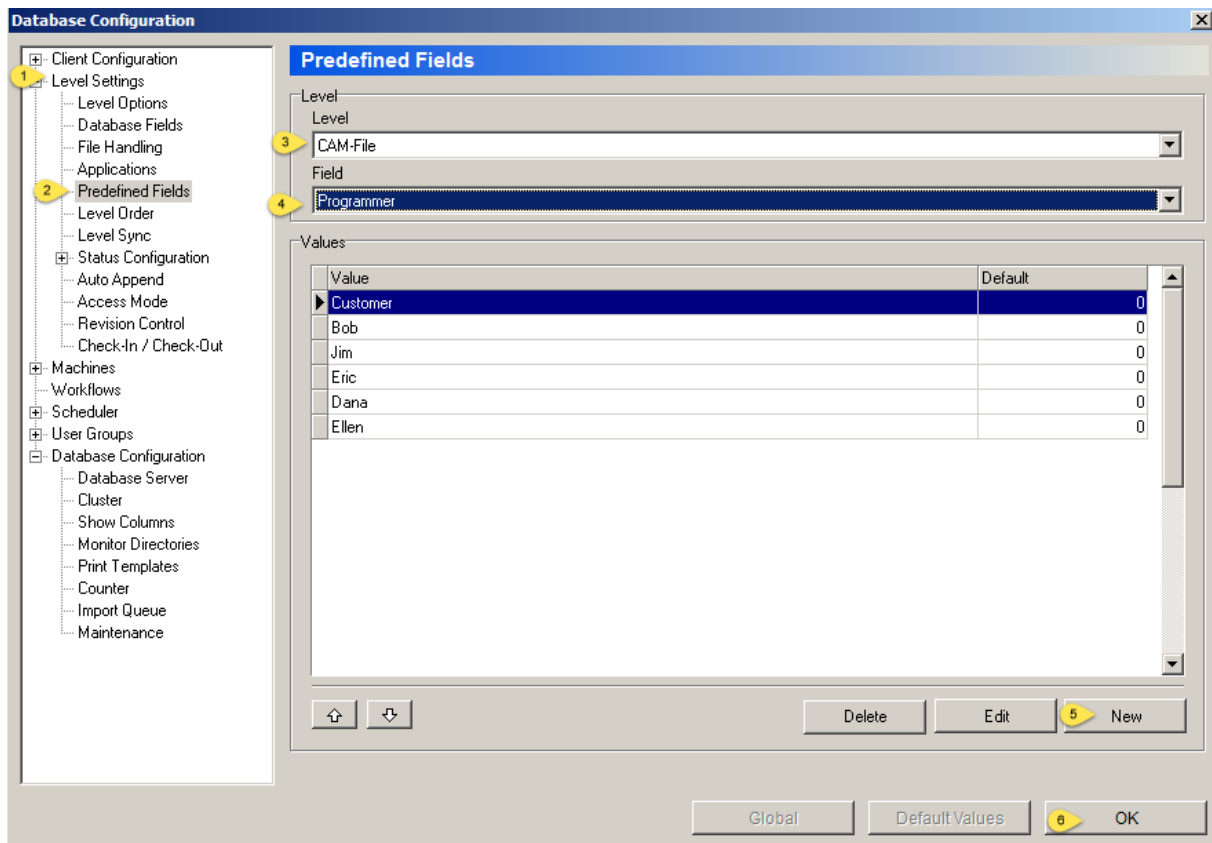 Database Configuration
Client Configuration
1
Level Settings
Level Options
Database Fields
File Handling
Applications
2
Predefined Fields
Level Order
Level Sync
Status Configuration
Auto Append
Access Mode
Revision Control
Check-In / Check-Out
Machines
Workflows
Scheduler
User Groups
Database Configuration
Database Server
Cluster
Show Columns
Monitor Directories
Print Templates
Counter
Import Queue
Maintenance
Predefined Fields
Level
Level
3
CAM-File
Field
4
Programmer
Values
Value Default
Customer 0
Bob 0
Jim 0
Eric 0
Dana 0
Ellen 0
Delete Edit 5 New
Global Default Values 6 OK